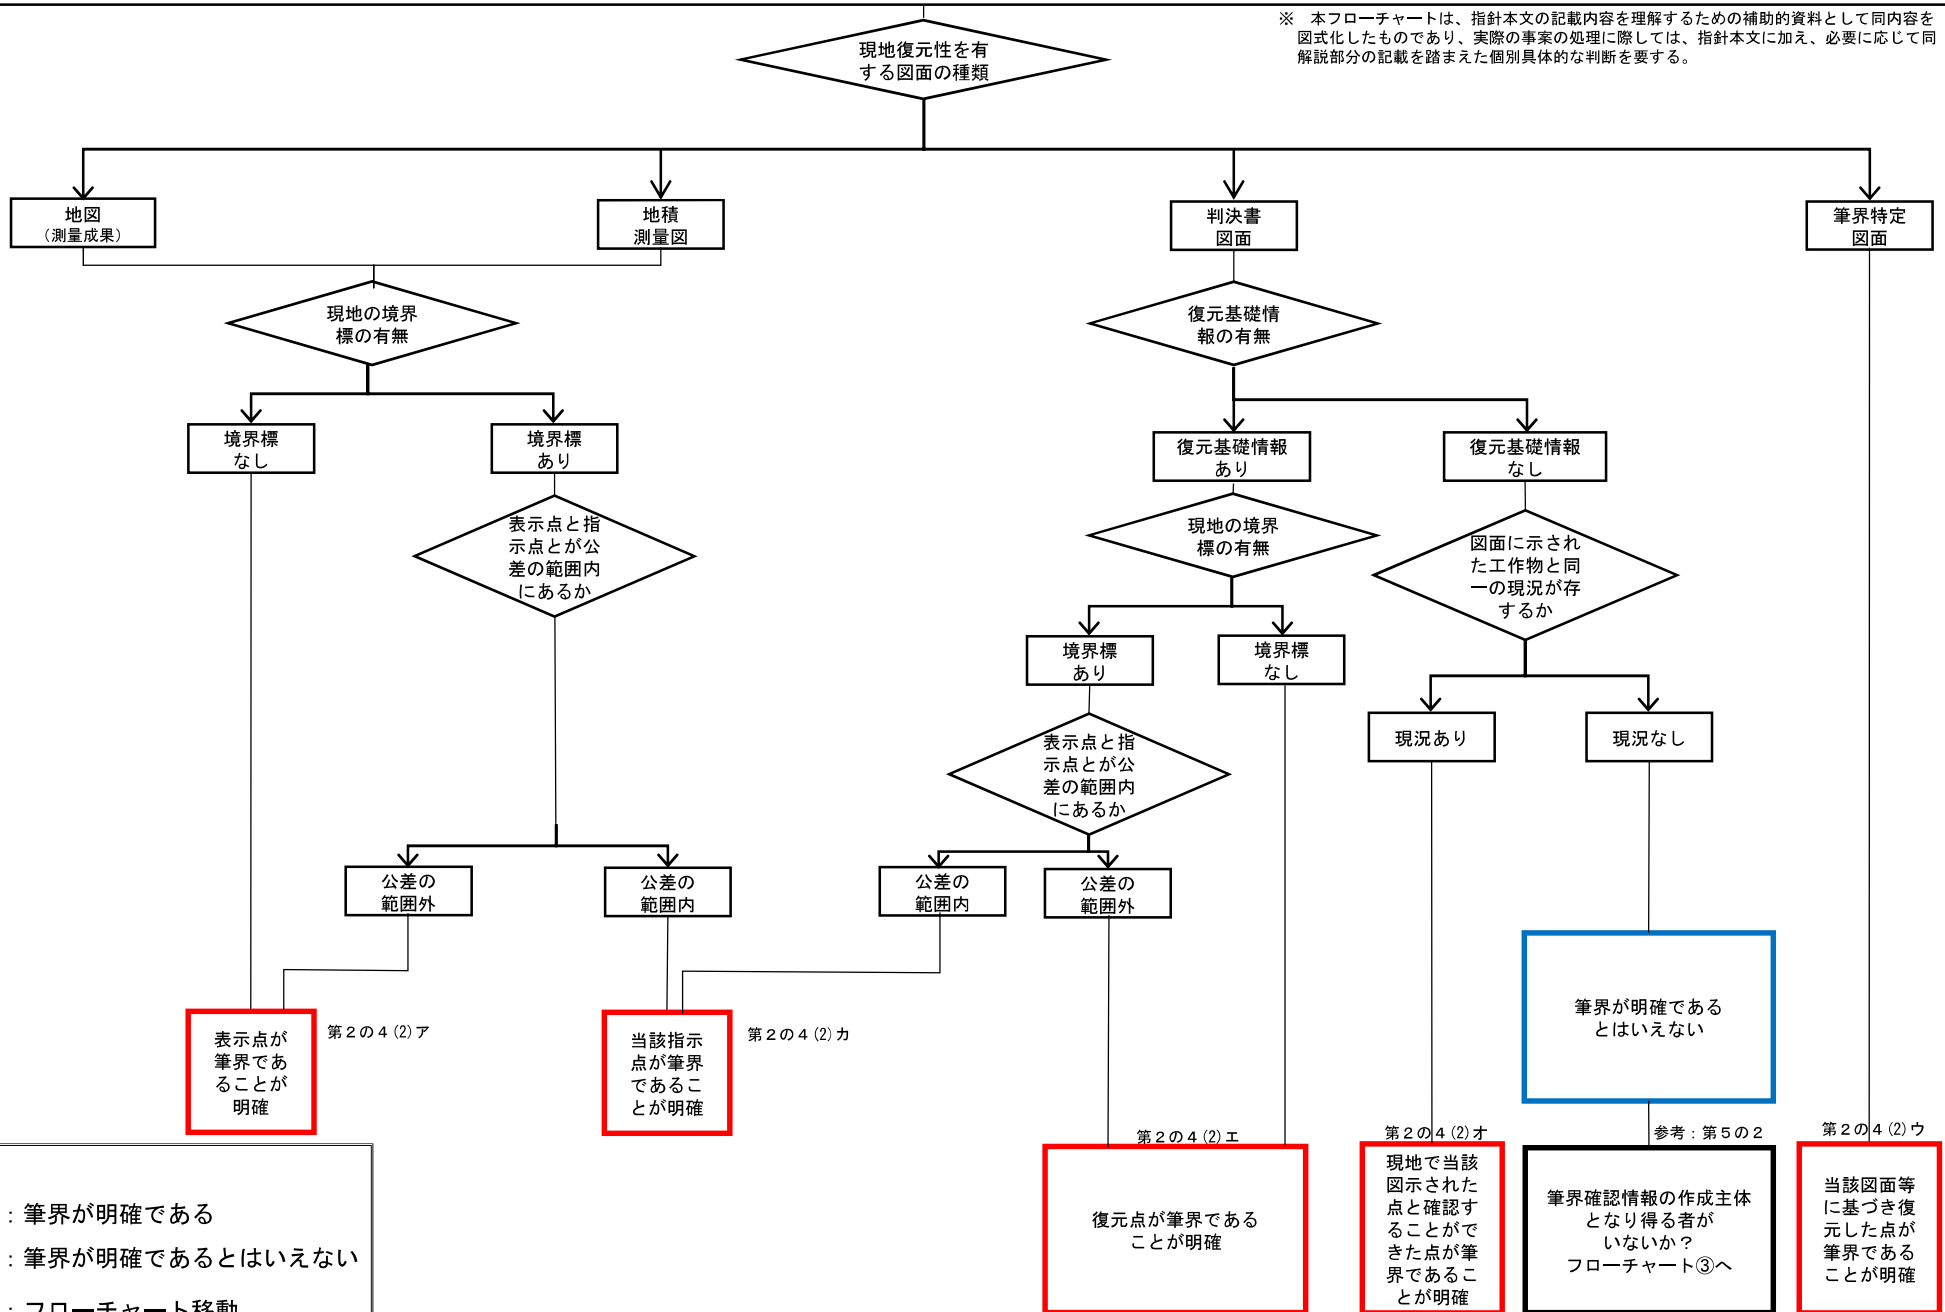 ※　本フローチャートは、指針本文の記載内容を理解するための補助的資料として同内容を
図式化したものであり、実際の事案の処理に際しては、指針本文に加え、必要に応じて同
解説部分の記載を踏まえた個別具体的な判断を要する。
現地復元性を有
する図面の種類
地図
（測量成果）
地積
測量図
判決書
図面
筆界特定
図面
現地の境界
標の有無
復元基礎情
報の有無
境界標
なし
境界標
あり
復元基礎情報
あり
復元基礎情報
なし
表示点と指
示点とが公
差の範囲内
にあるか
現地の境界
標の有無
図面に示され
た工作物と同
一の現況が存
するか
境界標
あり
境界標
なし
現況あり
現況なし
表示点と指
示点とが公
差の範囲内
にあるか
公差の
範囲外
公差の
範囲内
公差の
範囲内
公差の
範囲外
表示点が
筆界であ
ることが
明確
第２の４(2)ア
当該指示
点が筆界
であるこ
とが明確
第２の４(2)カ
筆界が明確である
とはいえない
第２の４(2)エ
復元点が筆界である
ことが明確
第２の４(2)オ
現地で当該
図示された
点と確認す
ることがで
きた点が筆
界であるこ
とが明確
参考：第５の２
筆界確認情報の作成主体
となり得る者が
いないか？
フローチャート③へ
第２の４(2)ウ
当該図面等
に基づき復
元した点が
筆界である
ことが明確
：筆界が明確である
：筆界が明確であるとはいえない
：フローチャート移動